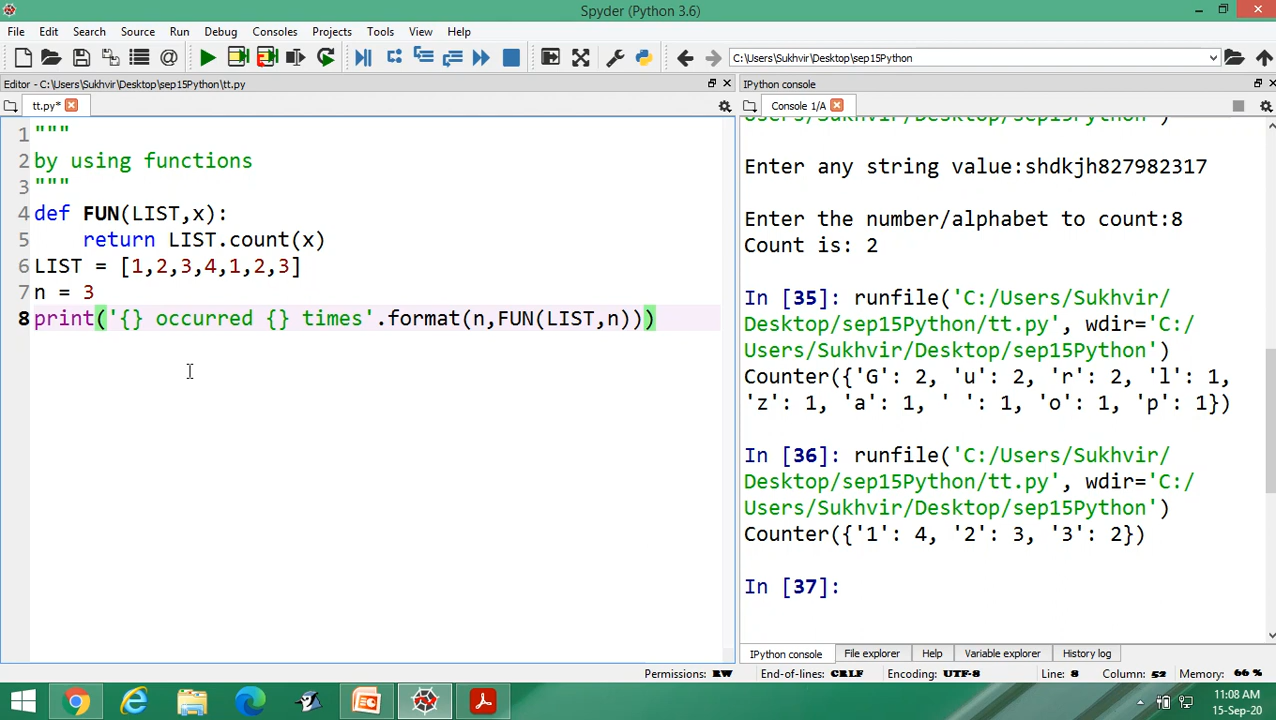 Spyder (Python 3.6)
File Edit Search Source Run Debug Consoles Projects Tools View Help
C:\Users\Sukhvir\Desktop\sep15Python
Editor - C:\Users\Sukhvir\Desktop\sep15Python\tt.py
tt.py*
1 """
2 by using functions
3 """
4 def FUN(LIST,x):
5     return LIST.count(x)
6 LIST = [1,2,3,4,1,2,3]
7 n = 3
8 print('{} occurred {} times'.format(n,FUN(LIST,n)))
IPython console
Console 1/A
Users/Sukhvir/Desktop/sep15Python')
Enter any string value:shdkjh827982317
Enter the number/alphabet to count:8
Count is: 2
In [35]: runfile('C:/Users/Sukhvir/
Desktop/sep15Python/tt.py', wdir='C:/
Users/Sukhvir/Desktop/sep15Python')
Counter({'G': 2, 'u': 2, 'r': 2, 'l': 1,
'z': 1, 'a': 1, ' ': 1, 'o': 1, 'p': 1})
In [36]: runfile('C:/Users/Sukhvir/
Desktop/sep15Python/tt.py', wdir='C:/
Users/Sukhvir/Desktop/sep15Python')
Counter({'1': 4, '2': 3, '3': 2})
In [37]:
IPython console File explorer Help Variable explorer History log
Permissions: RW End-of-lines: CRLF Encoding: UTF-8 Line: 8 Column: 52 Memory: 66 %
11:08 AM
15-Sep-20